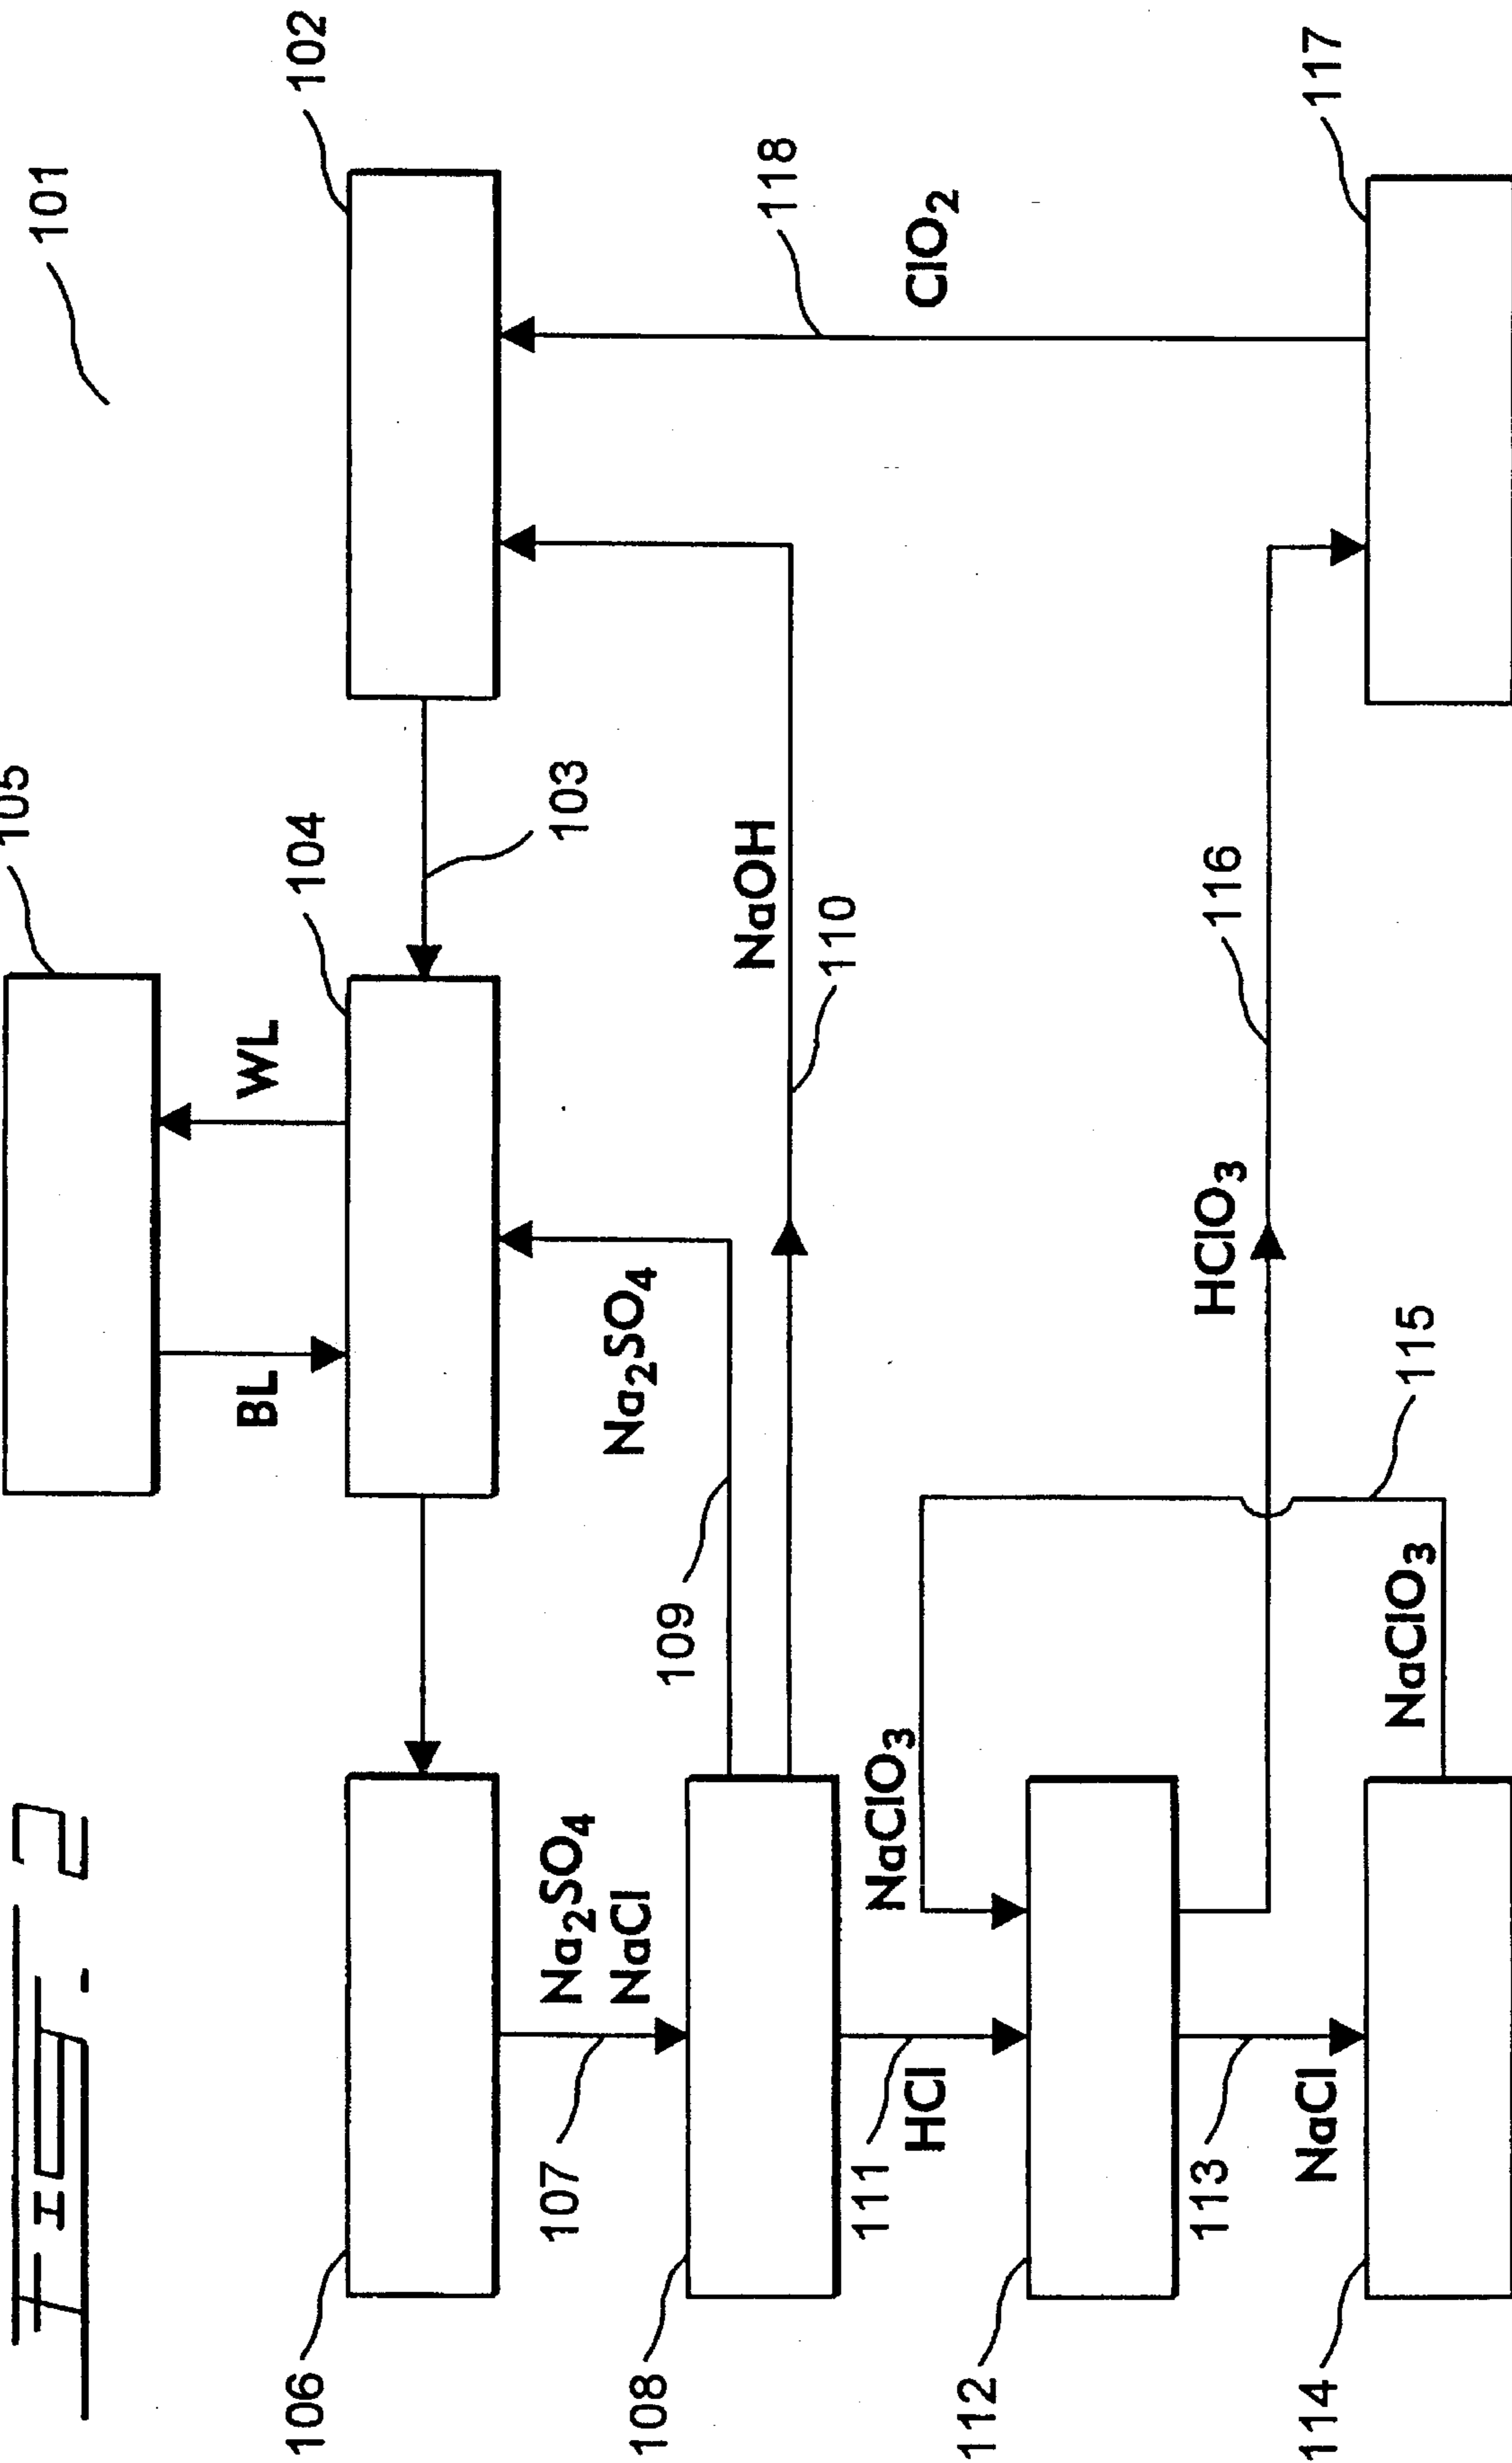 FIG. 2
101
105
102
104
106
WL
BL
103
107
Na2SO4
NaCl
109
Na2SO4
NaOH
110
118
ClO2
108
111
HCl
NaClO3
112
113
NaCl
HClO3
116
115
NaClO3
114
117